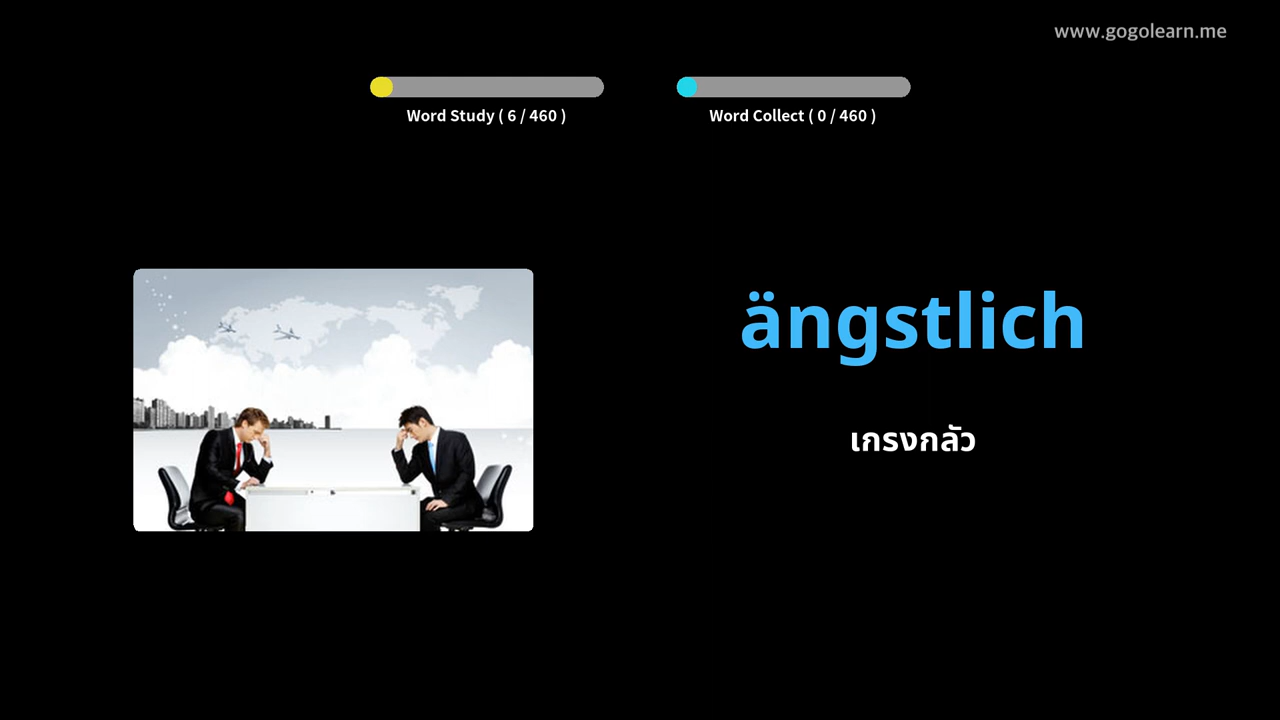 www.gogolearn.me
Word Study ( 6 / 460 )
Word Collect ( 0 / 460 )
ängstlich
เกรงกลัว